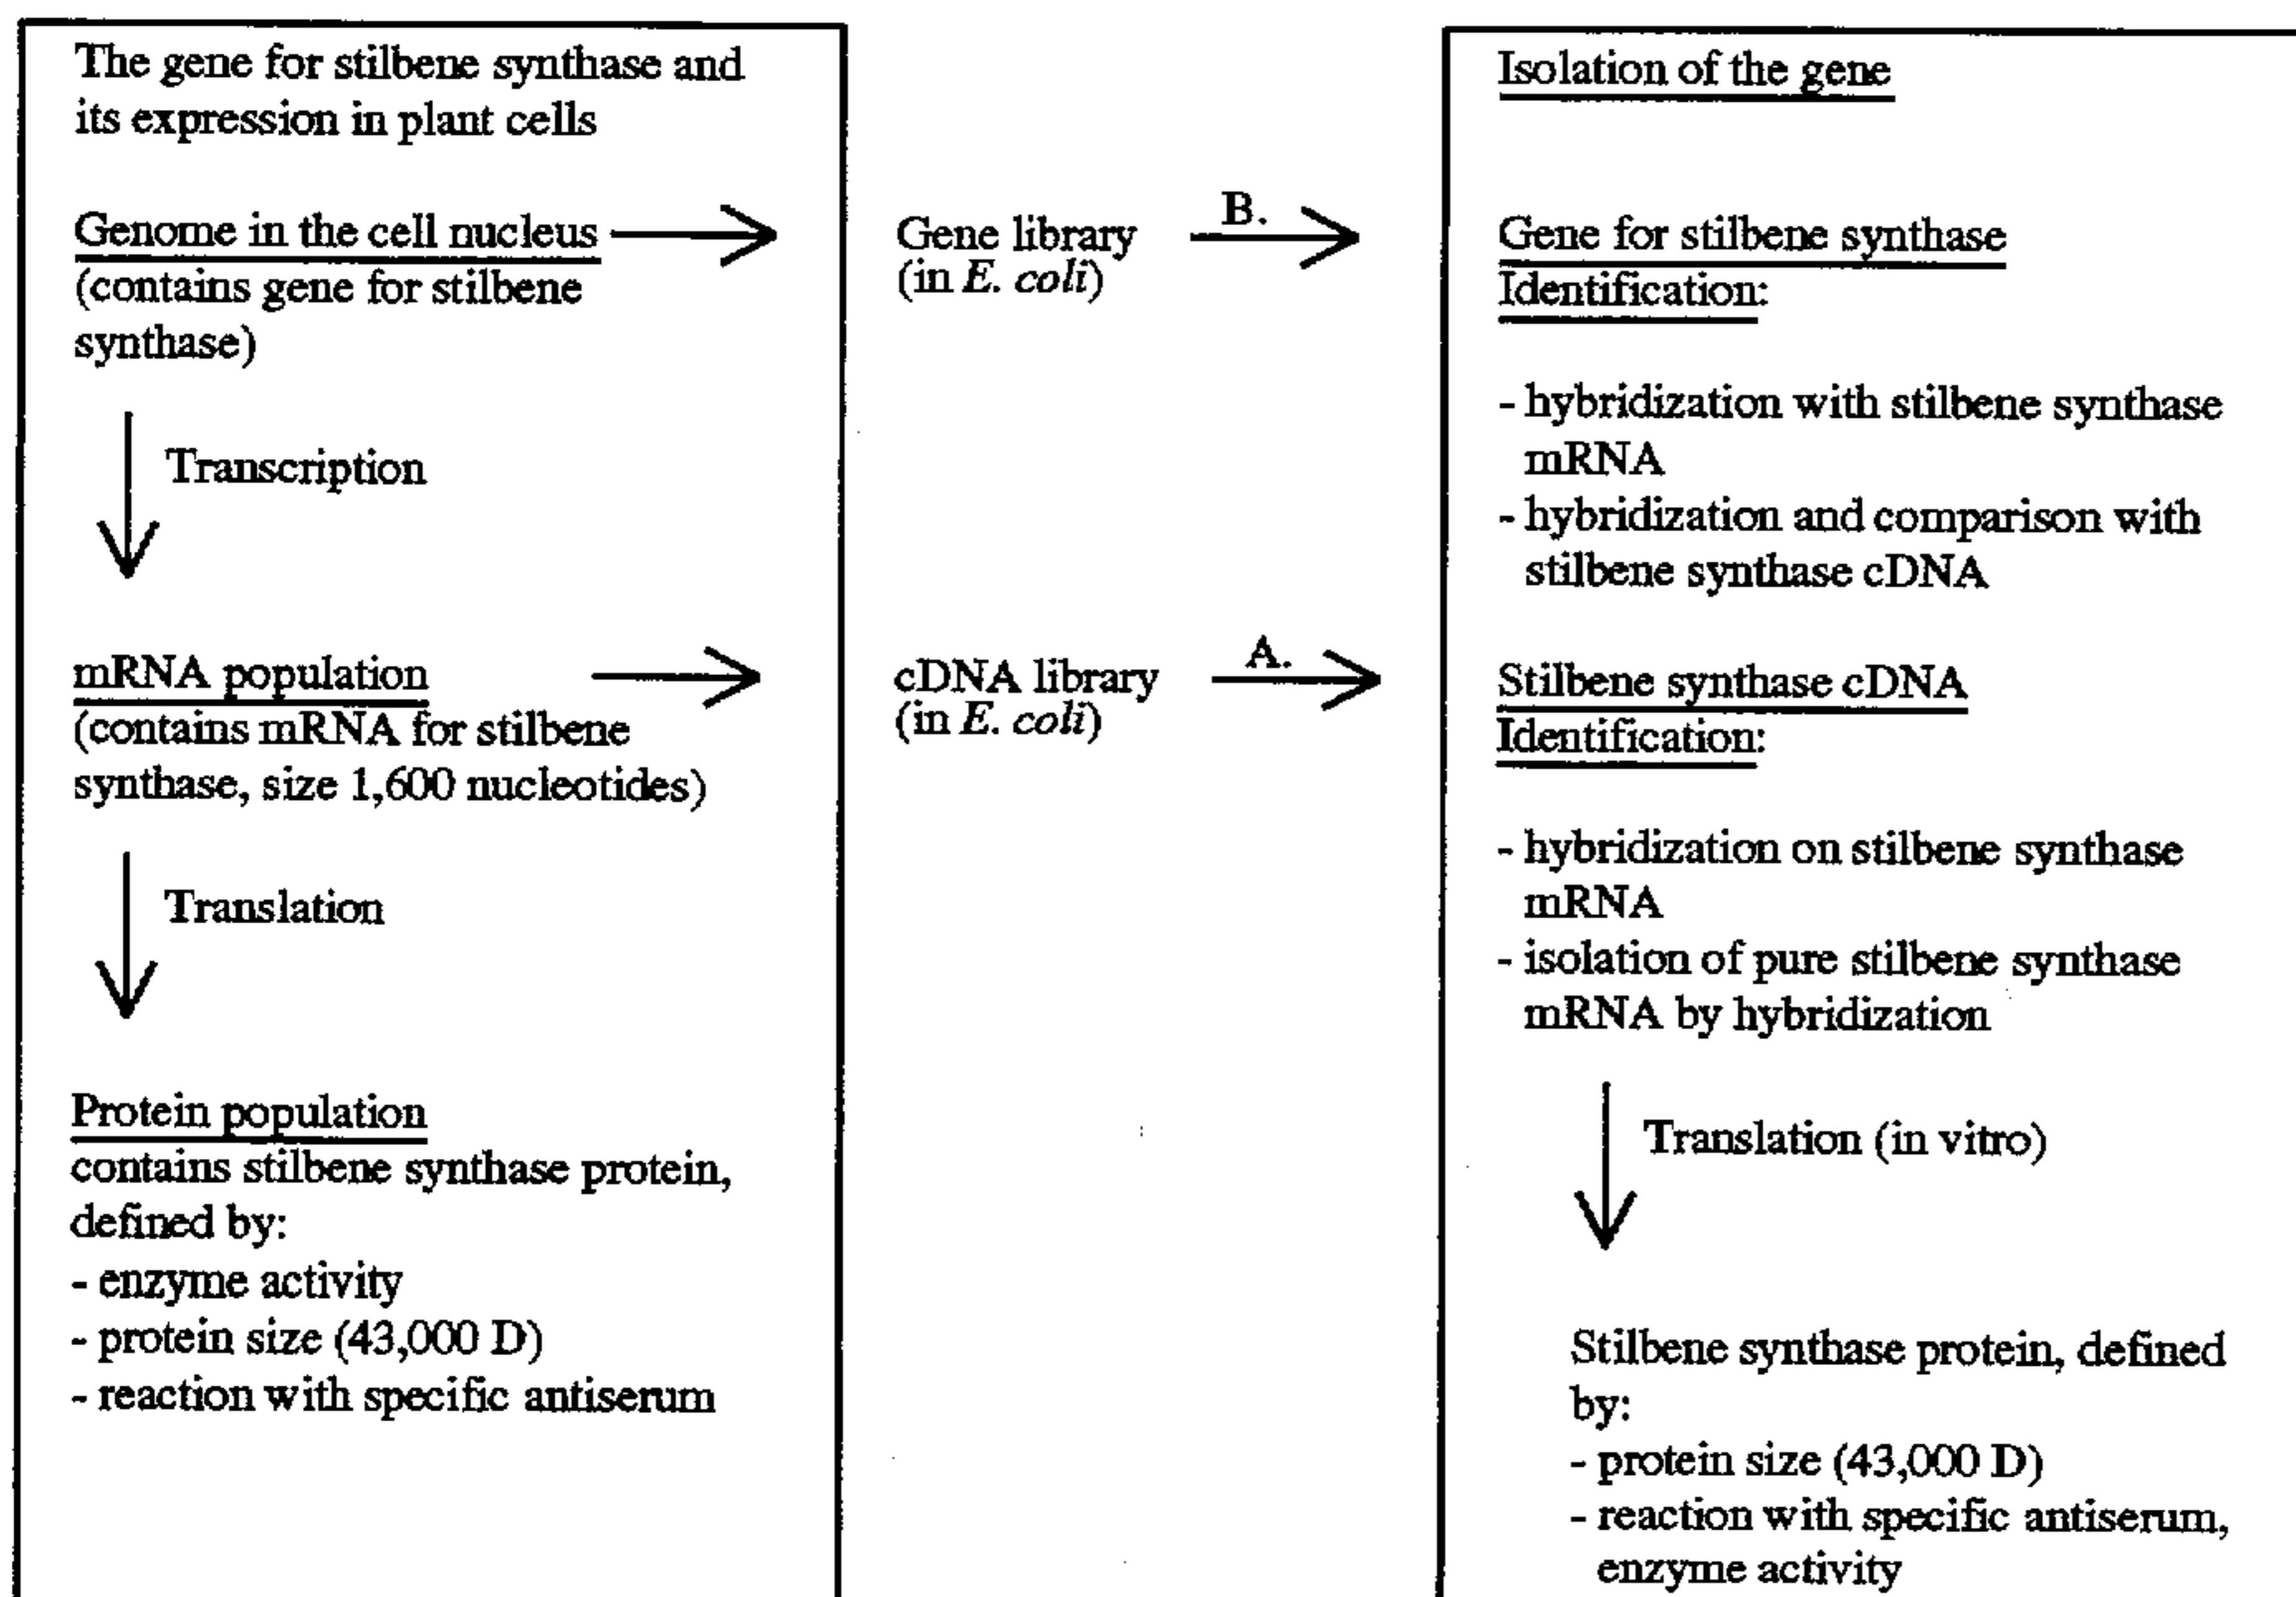 The gene for stilbene synthase and
its expression in plant cells
Genome in the cell nucleus
(contains gene for stilbene
synthase)
Transcription
mRNA population
(contains mRNA for stilbene
synthase, size 1,600 nucleotides)
Translation
Protein population
contains stilbene synthase protein,
defined by:
- enzyme activity
- protein size (43,000 D)
- reaction with specific antiserum
Gene library
(in E. coli)
B.
cDNA library
(in E. coli)
A.
Isolation of the gene
Gene for stilbene synthase
Identification:
- hybridization with stilbene synthase
mRNA
- hybridization and comparison with
stilbene synthase cDNA
Stilbene synthase cDNA
Identification:
- hybridization on stilbene synthase
mRNA
- isolation of pure stilbene synthase
mRNA by hybridization
Translation (in vitro)
Stilbene synthase protein, defined
by:
- protein size (43,000 D)
- reaction with specific antiserum,
enzyme activity